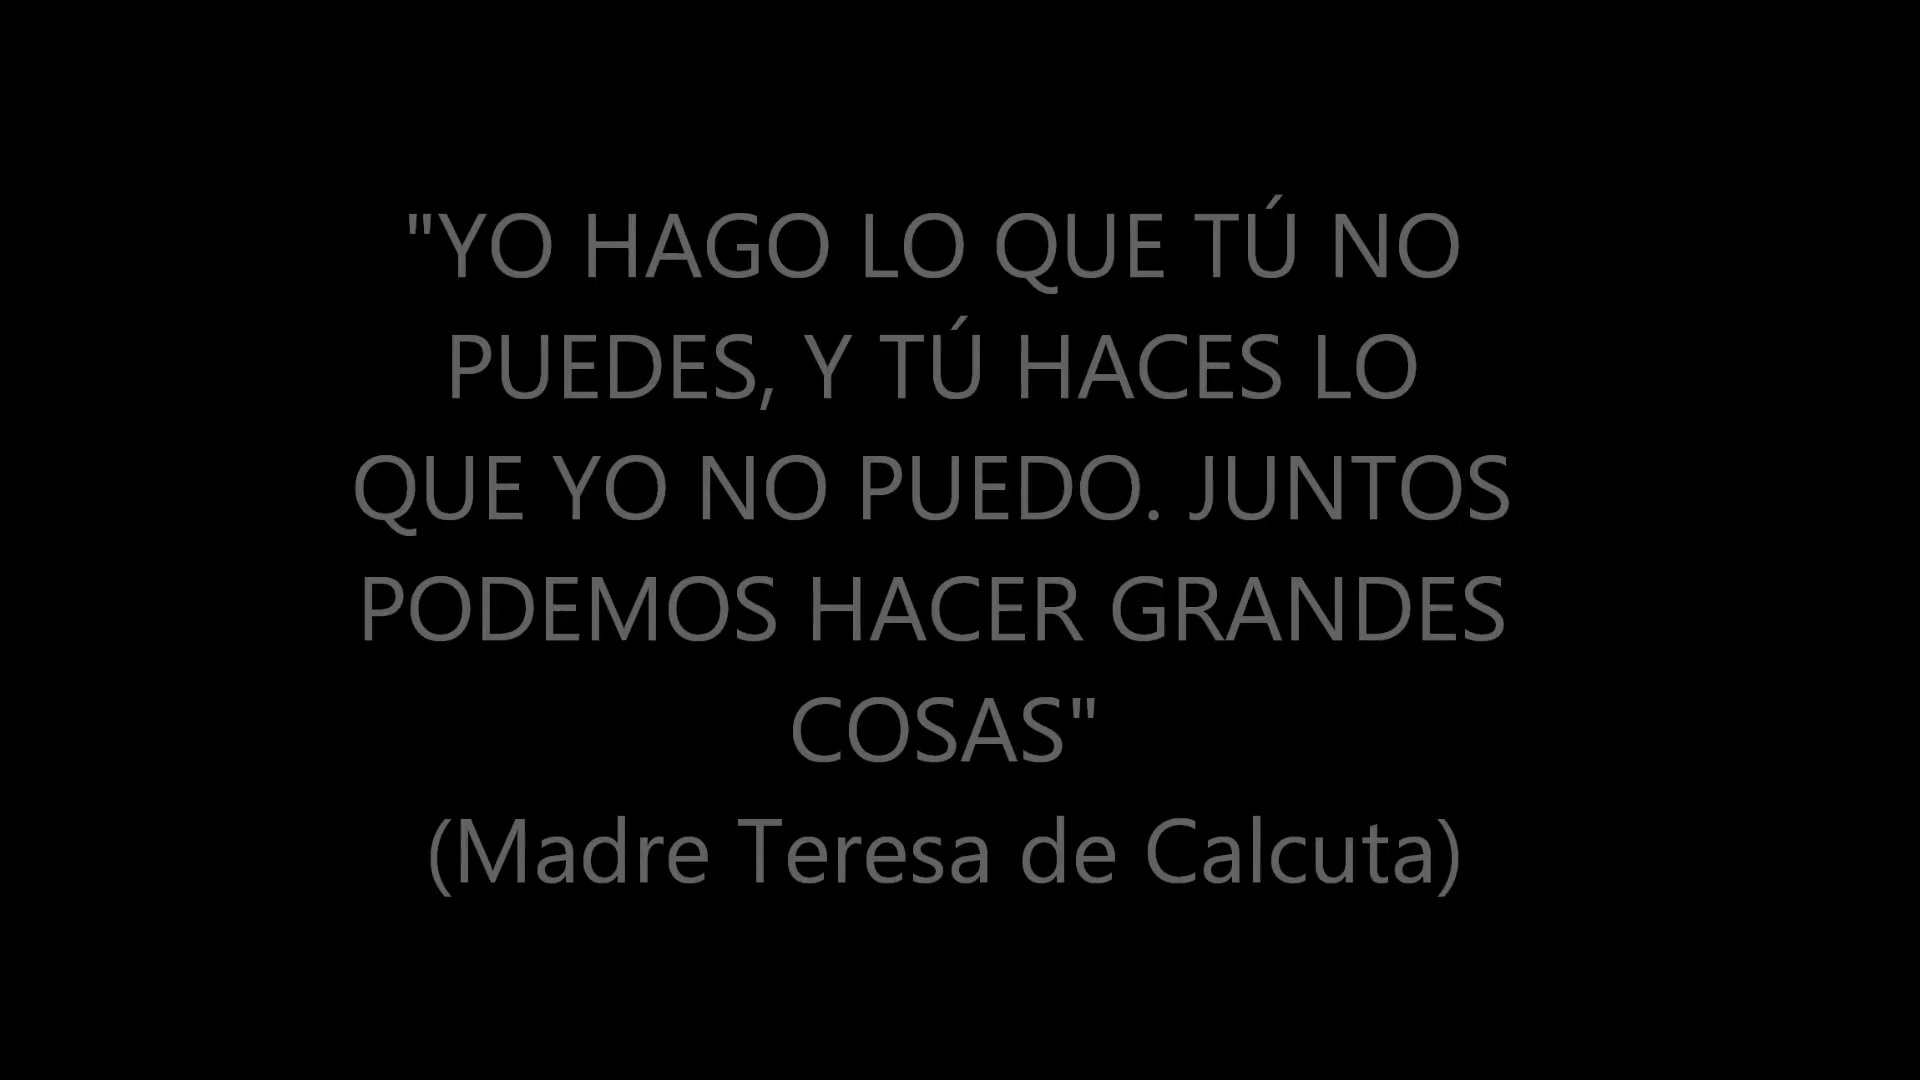 "YO HAGO LO QUE TÚ NO
PUEDES, Y TÚ HACES LO
QUE YO NO PUEDO. JUNTOS
PODEMOS HACER GRANDES
COSAS"
(Madre Teresa de Calcuta)